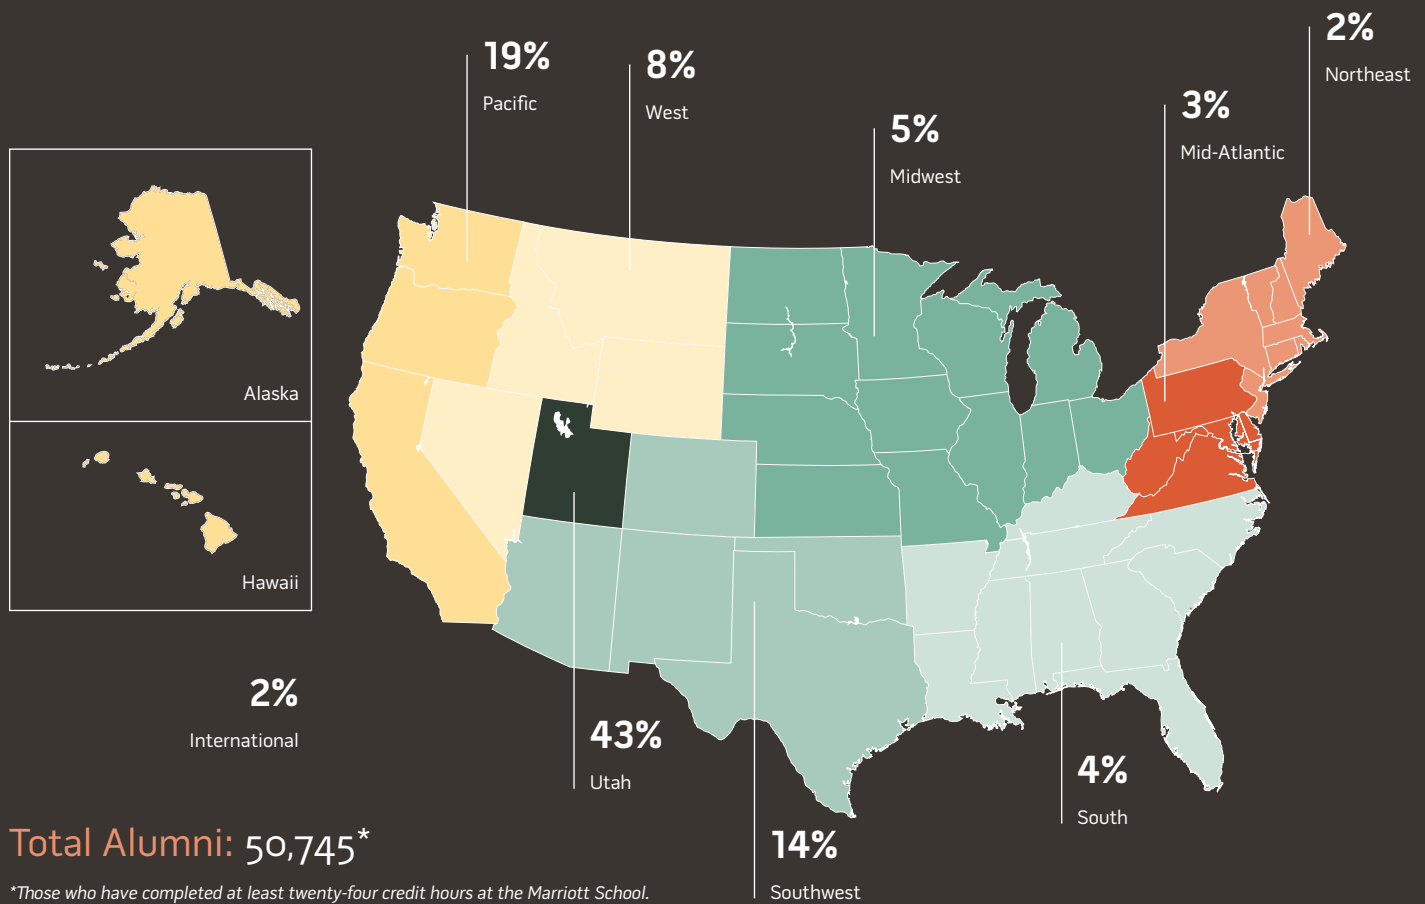 2%
Northeast
19%
Pacific
8%
West
3%
Mid-Atlantic
5%
Midwest
Alaska
Hawaii
2%
International
43%
Utah
4%
South
14%
Southwest
Total Alumni: 50,745*
*Those who have completed at least twenty-four credit hours at the Marriott School.